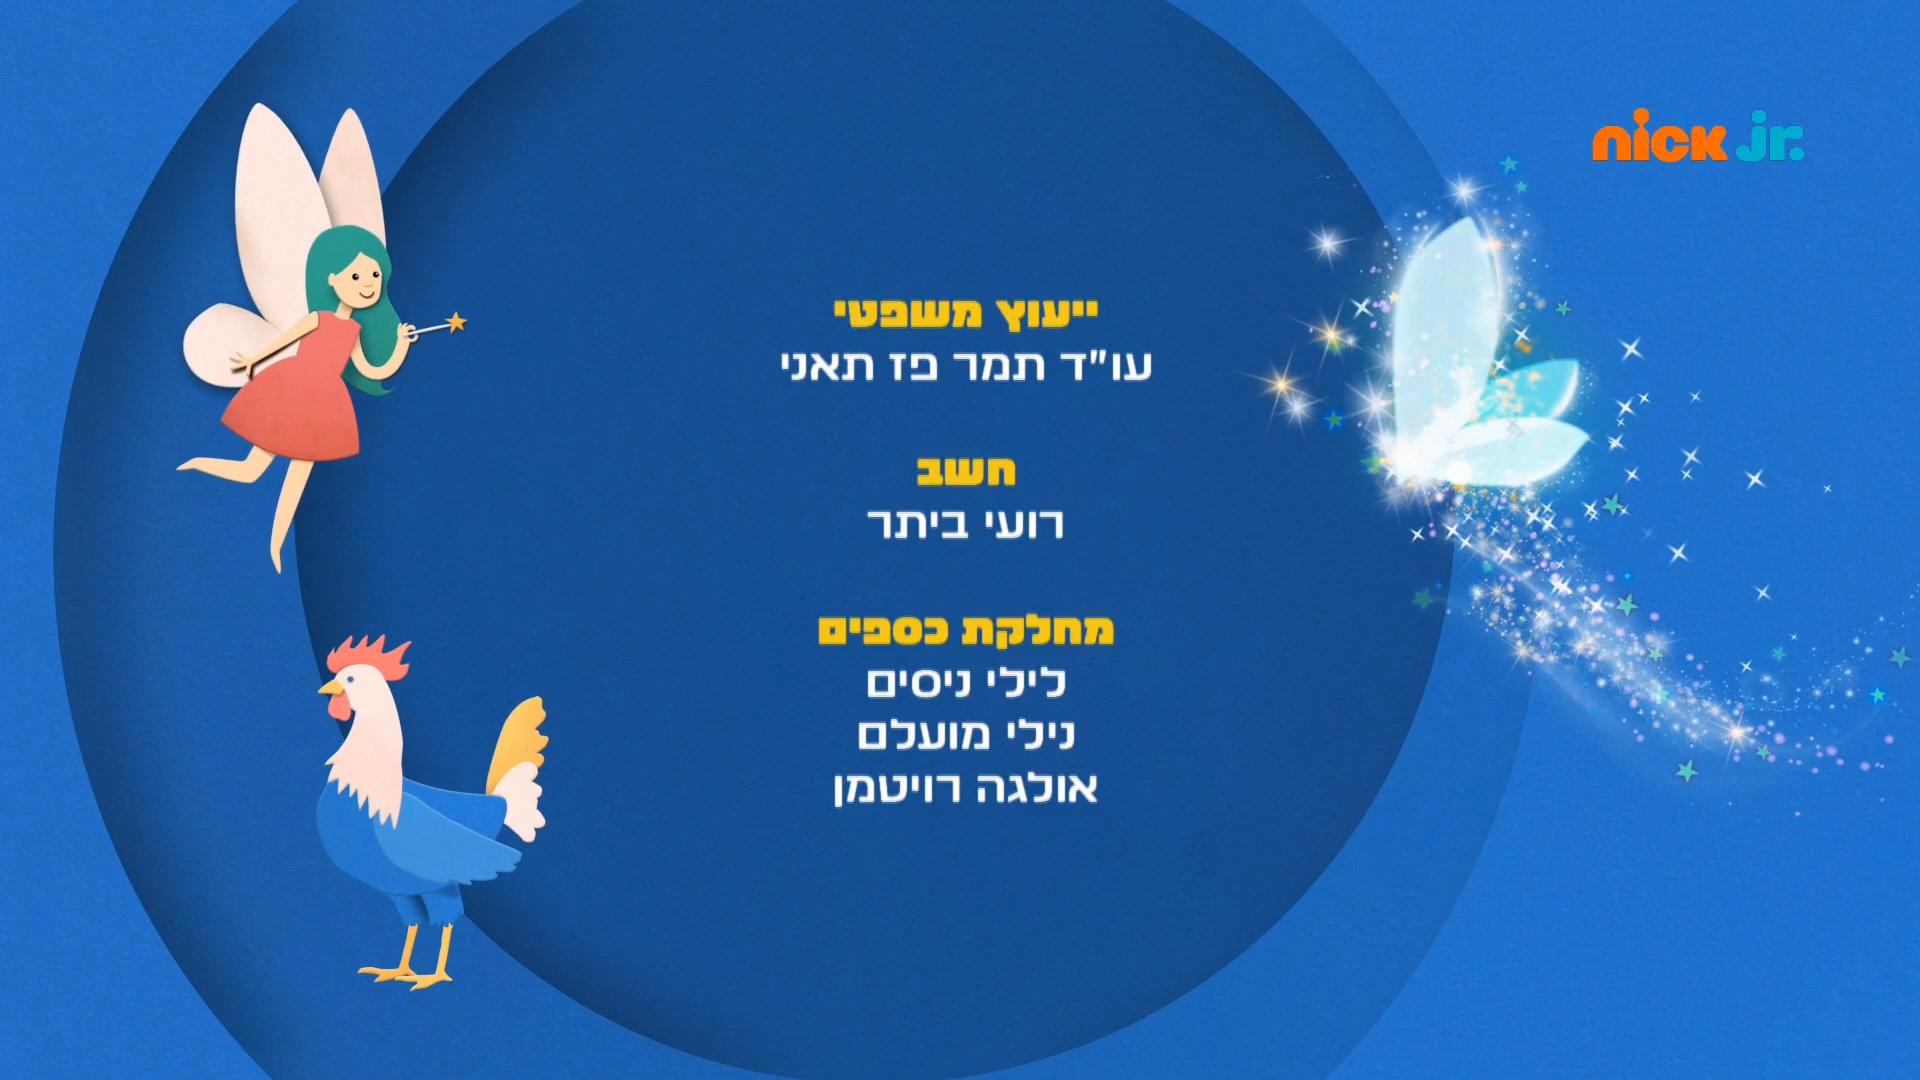 nick jr.
ייעוץ משפטי
עו"ד תמר פז תאני
חשב
רועי ביתר
מחלקת כספים
לילי ניסים
נילי מועלם
אולגה רויטמן